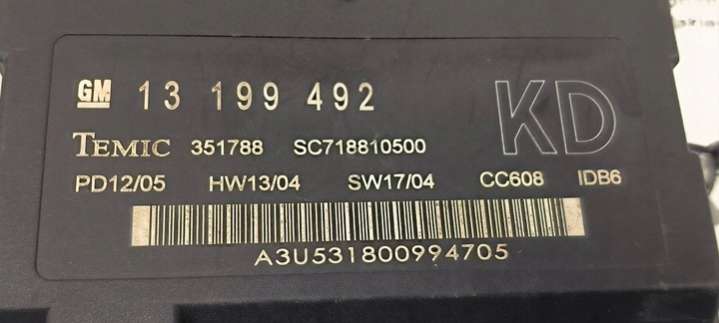 GM 13 199 492 KD
TEMIC 351788 SC718810500
PD12/05 HW13/04 SW17/04 CC608 IDB6
A3U531800994705